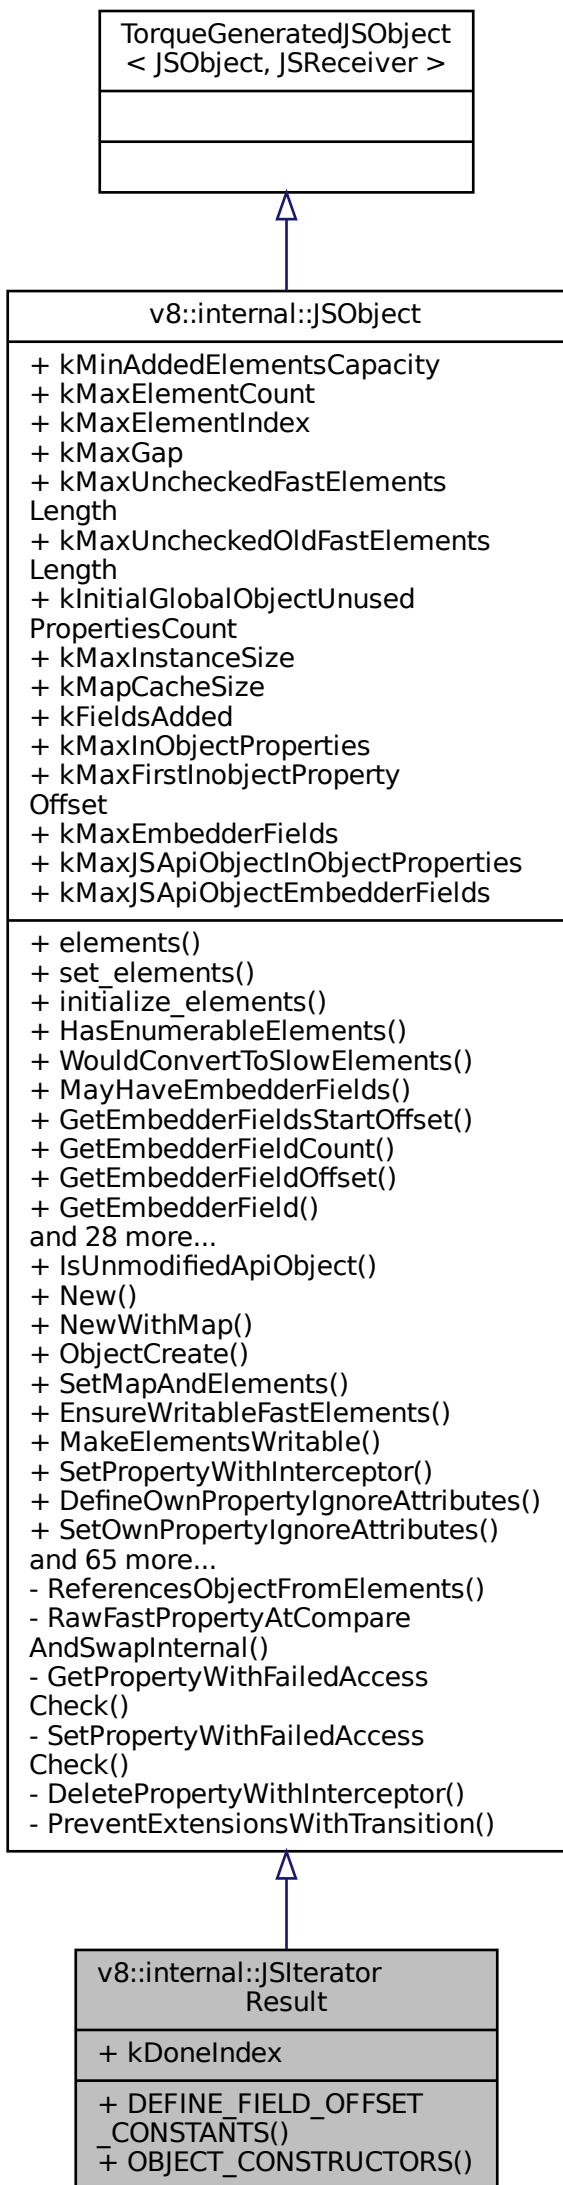 TorqueGeneratedJSObject
< JSObject, JSReceiver >
v8::internal::JSObject
+ kMinAddedElementsCapacity
+ kMaxElementCount
+ kMaxElementIndex
+ kMaxGap
+ kMaxUncheckedFastElements
Length
+ kMaxUncheckedOldFastElements
Length
+ kInitialGlobalObjectUnused
PropertiesCount
+ kMaxInstanceSize
+ kMapCacheSize
+ kFieldsAdded
+ kMaxInObjectProperties
+ kMaxFirstInobjectProperty
Offset
+ kMaxEmbedderFields
+ kMaxJSApiObjectInObjectProperties
+ kMaxJSApiObjectEmbedderFields
+ elements()
+ set_elements()
+ initialize_elements()
+ HasEnumerableElements()
+ WouldConvertToSlowElements()
+ MayHaveEmbedderFields()
+ GetEmbedderFieldsStartOffset()
+ GetEmbedderFieldCount()
+ GetEmbedderFieldOffset()
+ GetEmbedderField()
and 28 more...
+ IsUnmodifiedApiObject()
+ New()
+ NewWithMap()
+ ObjectCreate()
+ SetMapAndElements()
+ EnsureWritableFastElements()
+ MakeElementsWritable()
+ SetPropertyWithInterceptor()
+ DefineOwnPropertyIgnoreAttributes()
+ SetOwnPropertyIgnoreAttributes()
and 65 more...
- ReferencesObjectFromElements()
- RawFastPropertyAtCompare
AndSwapInternal()
- GetPropertyWithFailedAccess
Check()
- SetPropertyWithFailedAccess
Check()
- DeletePropertyWithInterceptor()
- PreventExtensionsWithTransition()
v8::internal::JSIterator
Result
+ kDoneIndex
+ DEFINE_FIELD_OFFSET
_CONSTANTS()
+ OBJECT_CONSTRUCTORS()